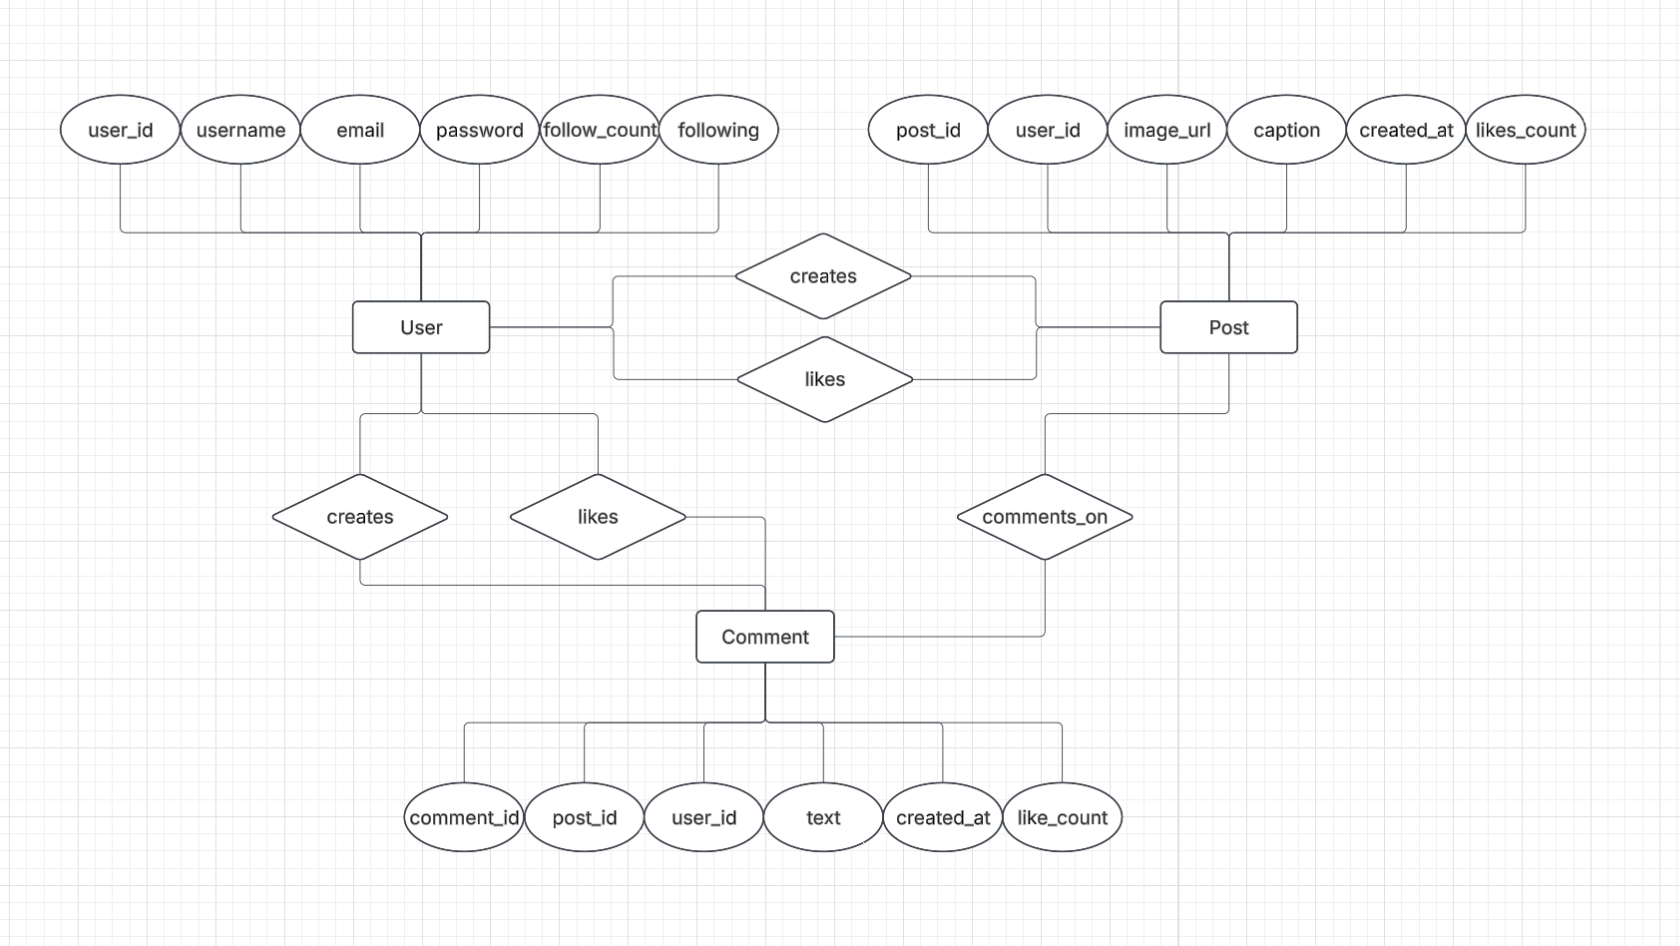 user_id
username
email
password
follow_count
following
post_id
user_id
image_url
caption
created_at
likes_count
creates
User
Post
likes
creates
likes
comments_on
Comment
comment_id
post_id
user_id
text
created_at
like_count